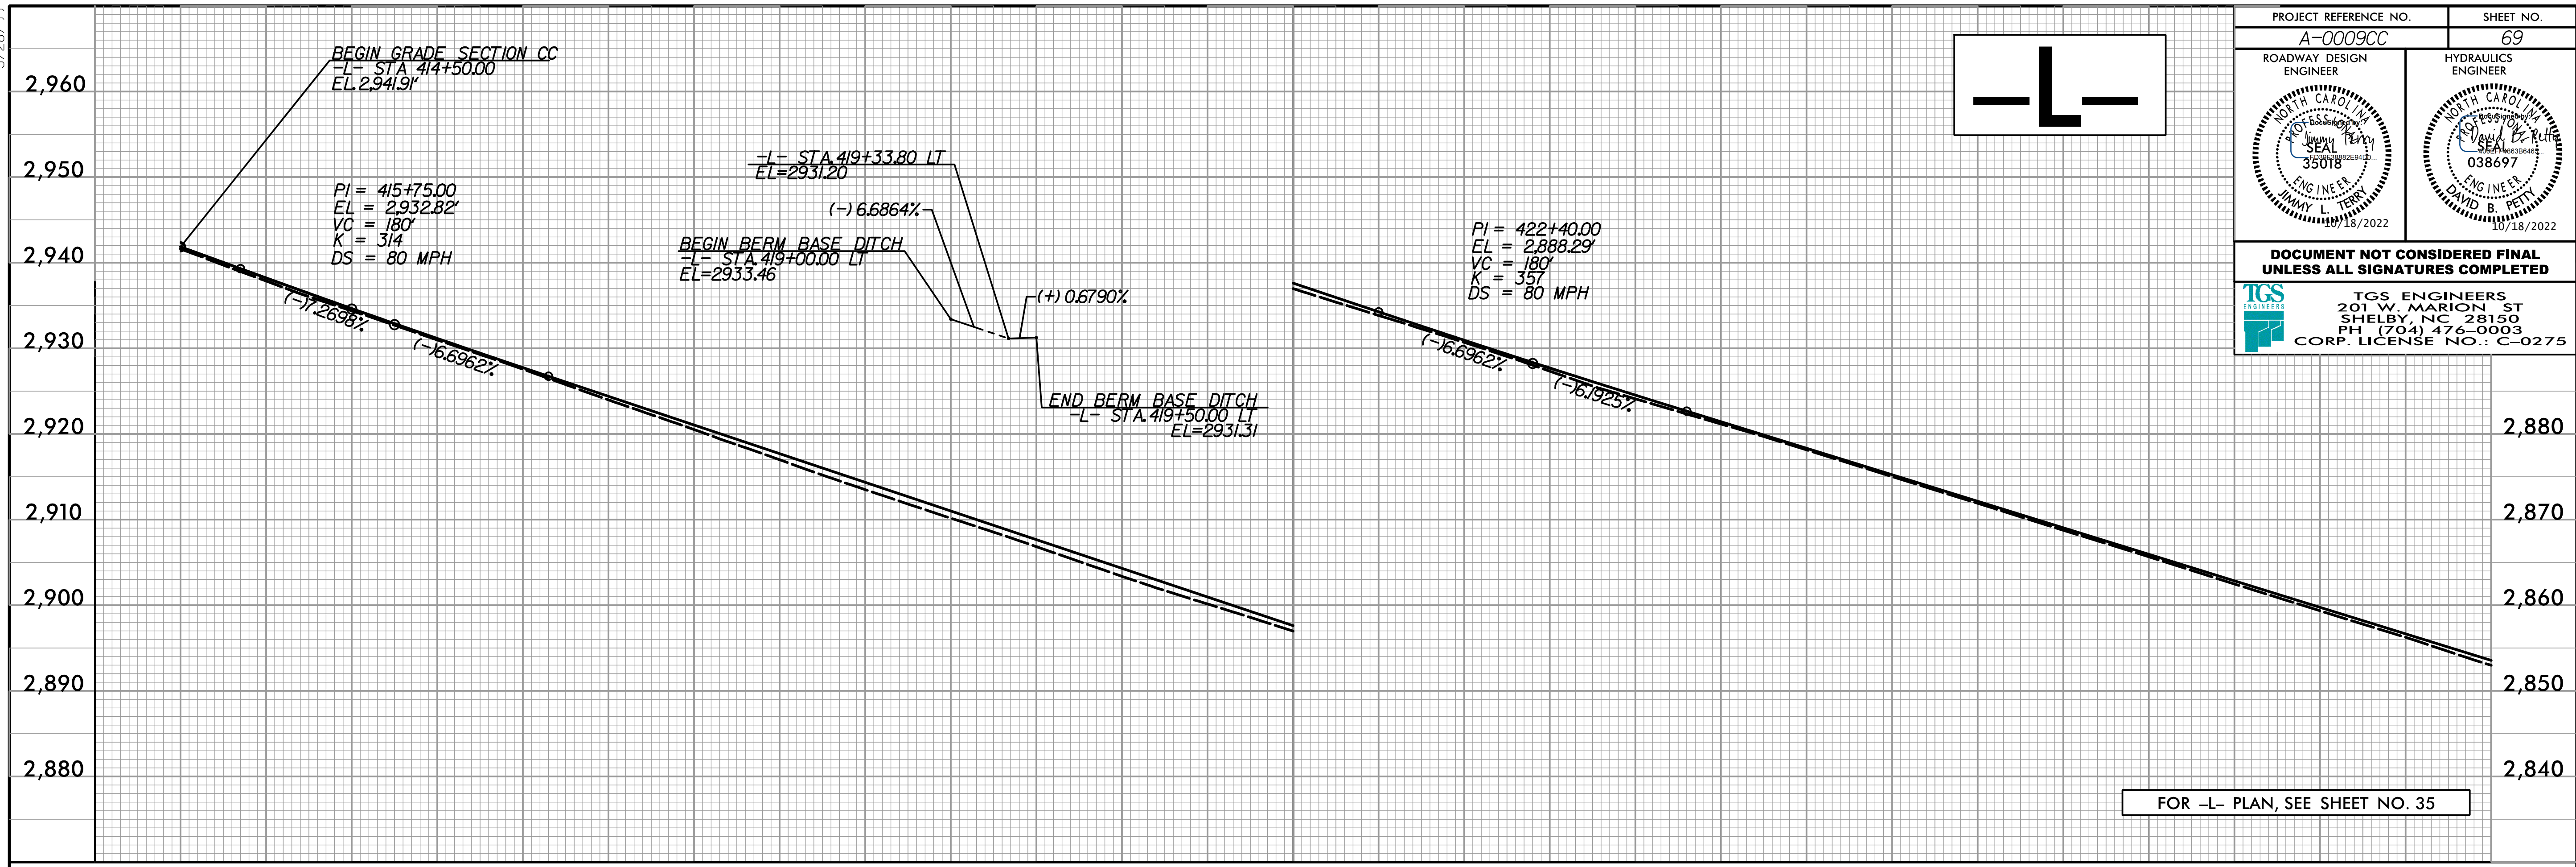 PROJECT REFERENCE NO.
SHEET NO.
A-0009CC
69
ROADWAY DESIGN
ENGINEER
HYDRAULICS
ENGINEER
NORTH CAROLINA
PROFESSIONAL
DocuSigned by:
Jimmy Terry
SEAL
35018
ENGINEER
JIMMY L. TERRY
10/18/2022
NORTH CAROLINA
PROFESSIONAL
DocuSigned by:
David B. Petty
SEAL
038697
ENGINEER
DAVID B. PETTY
10/18/2022
DOCUMENT NOT CONSIDERED FINAL
UNLESS ALL SIGNATURES COMPLETED
TGS
ENGINEERS
TGS ENGINEERS
201 W. MARION ST
SHELBY, NC 28150
PH (704) 476-0003
CORP. LICENSE NO.: C-0275
-L-
BEGIN GRADE SECTION CC
-L- STA 414+50.00
EL.2,941.91'
PI = 415+75.00
EL = 2,932.82'
VC = 180'
K = 314
DS = 80 MPH
(-)7.2698%
(-)6.6962%
-L- STA.419+33.80 LT
EL=2931.20
(-) 6.6864%
BEGIN BERM BASE DITCH
-L- STA.419+00.00 LT
EL=2933.46
(+) 0.6790%
END BERM BASE DITCH
-L- STA.419+50.00 LT
EL=2931.31
PI = 422+40.00
EL = 2,888.29'
VC = 180'
K = 357
DS = 80 MPH
(-)6.6962%
(-)6.1925%
2,960
2,950
2,940
2,930
2,920
2,910
2,900
2,890
2,880
2,880
2,870
2,860
2,850
2,840
FOR -L- PLAN, SEE SHEET NO. 35